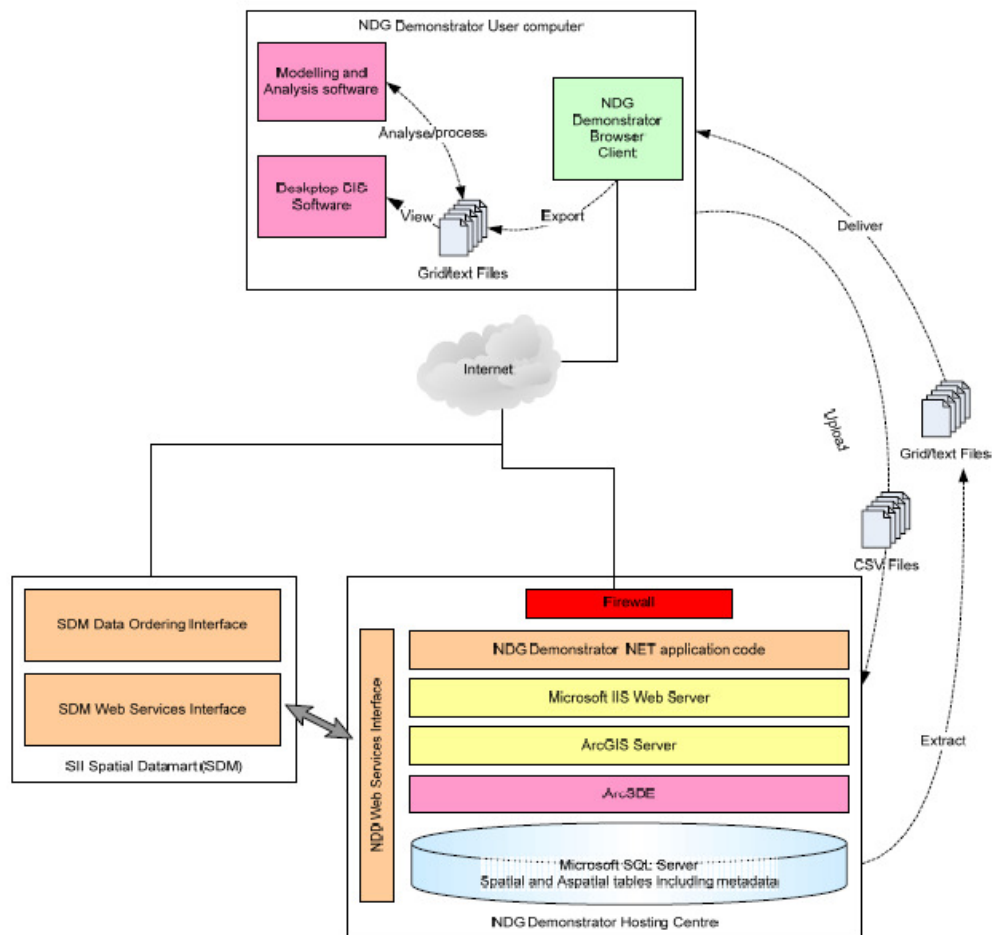 NDG Demonstrator User computer
Modelling and
Analysis software
NDG
Demonstrator
Browser
Client
Analyse/process
Desktop GIS
Software
View
Export
Grid/text Files
Deliver
Internet
Upload
Grid/text Files
CSV Files
Firewall
SDM Data Ordering Interface
NDG Demonstrator .NET application code
SDM Web Services Interface
NDD Web Services Interface
Microsoft IIS Web Server
ArcGIS Server
Extract
SII Spatial Datamart (SDM)
ArcSDE
Microsoft SQL Server
Spatial and Aspatial tables including metadata
NDG Demonstrator Hosting Centre